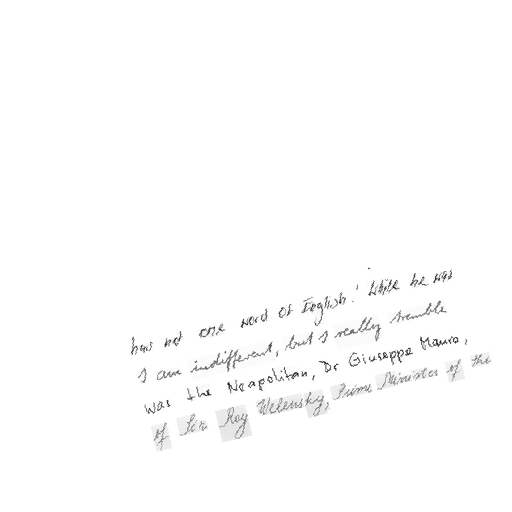 has not one word of English.' While he was
I am indifferent, but I really tremble
was the Neapolitan, Dr Giuseppe Mauro,
of Sir Roy Welensky, Prime Minister of the